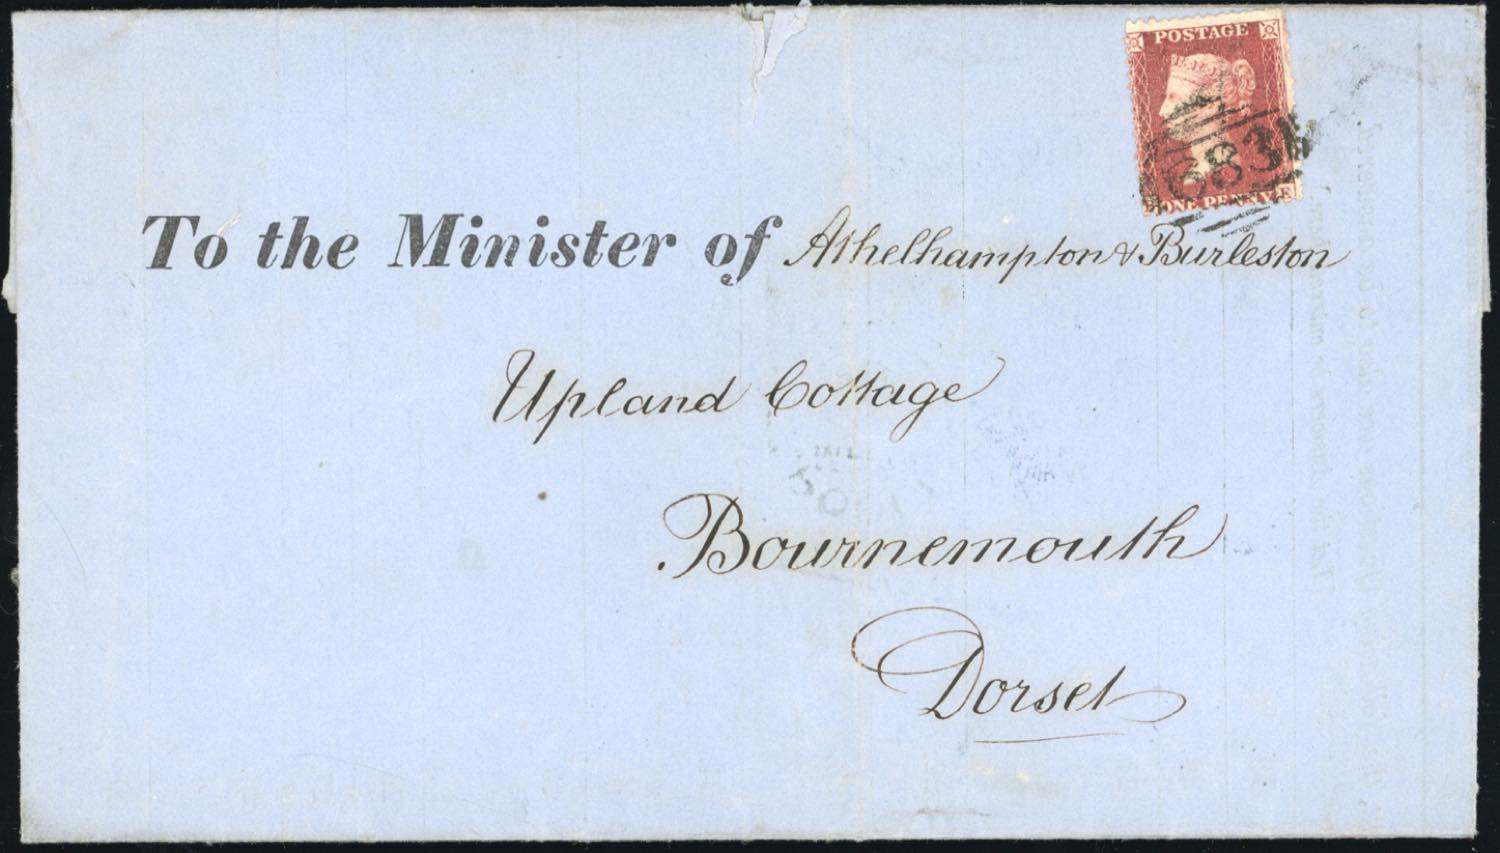 POSTAGE
683
ONE PENNY
To the Minister of Athelhampton & Burleston
Upland Cottage
Bournemouth
Dorset